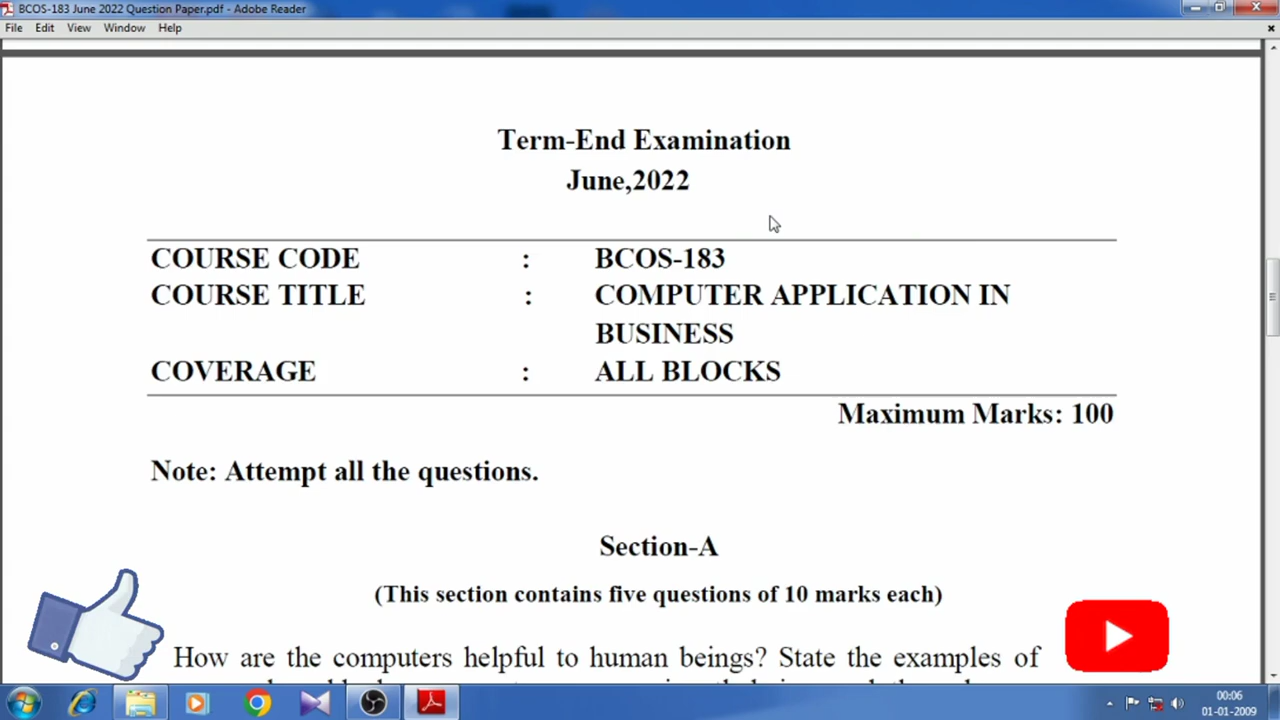 BCOS-183 June 2022 Question Paper.pdf - Adobe Reader
File Edit View Window Help
Term-End Examination
June,2022
COURSE CODE : BCOS-183
COURSE TITLE : COMPUTER APPLICATION IN
BUSINESS
COVERAGE : ALL BLOCKS
Maximum Marks: 100
Note: Attempt all the questions.
Section-A
(This section contains five questions of 10 marks each)
How are the computers helpful to human beings? State the examples of
00:06
01-01-2009